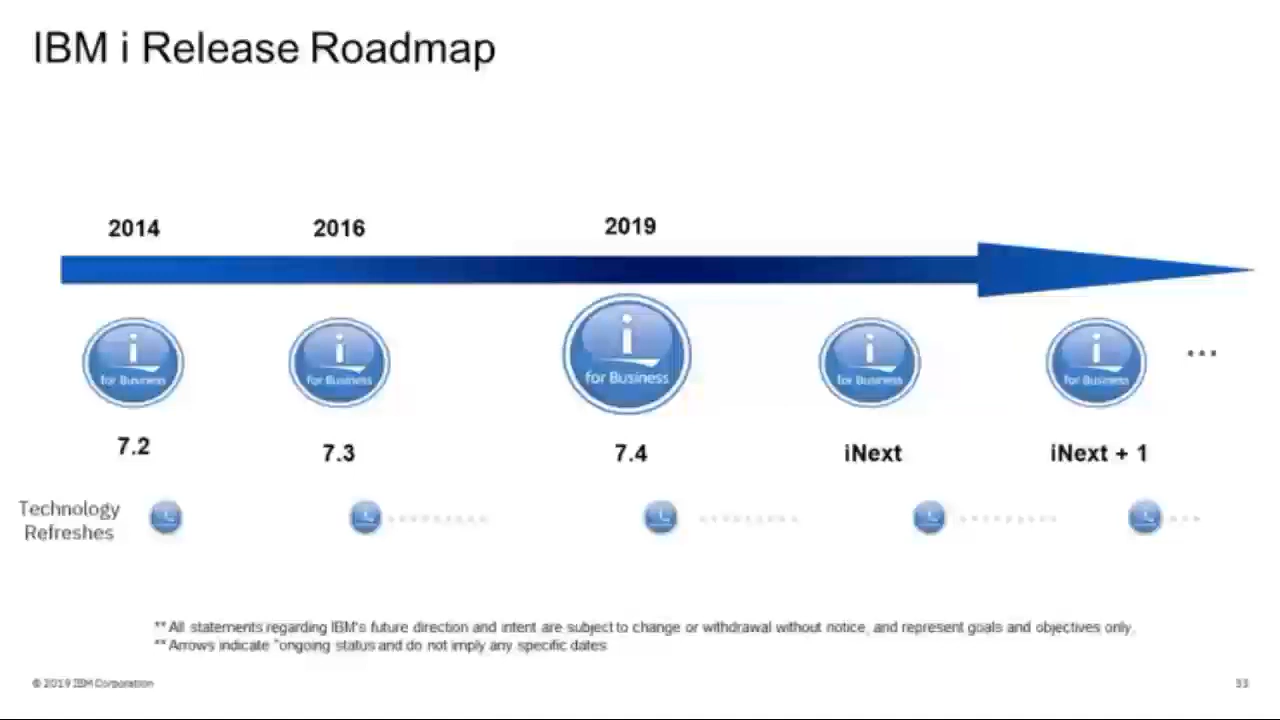 IBM i Release Roadmap
2014
2016
2019
i
for Business
i
for Business
i
for Business
i
for Business
i
for Business
...
7.2
7.3
7.4
iNext
iNext + 1
Technology
Refreshes
** All statements regarding IBM's future direction and intent are subject to change or withdrawal without notice, and represent goals and objectives only.
** Arrows indicate "ongoing status and do not imply any specific dates
© 2019 IBM Corporation
33